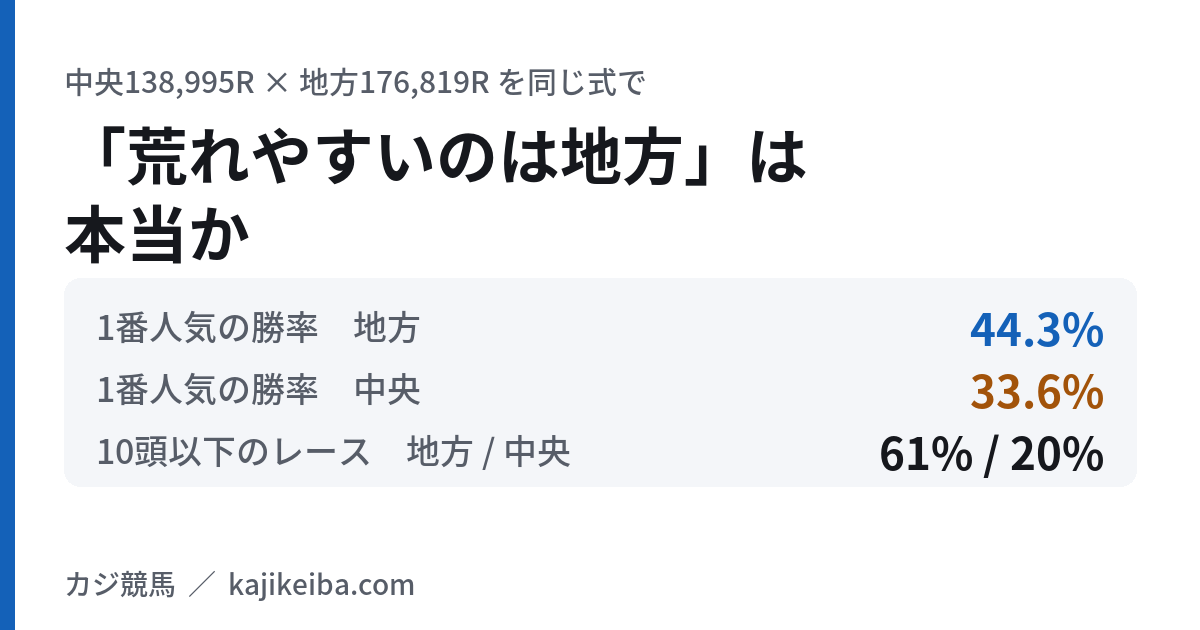 中央138,995R × 地方176,819R を同じ式で
「荒れやすいのは地方」は
本当か
1番人気の勝率　地方 44.3%
1番人気の勝率　中央 33.6%
10頭以下のレース　地方 / 中央 61% / 20%
カジ競馬 ／ kajikeiba.com